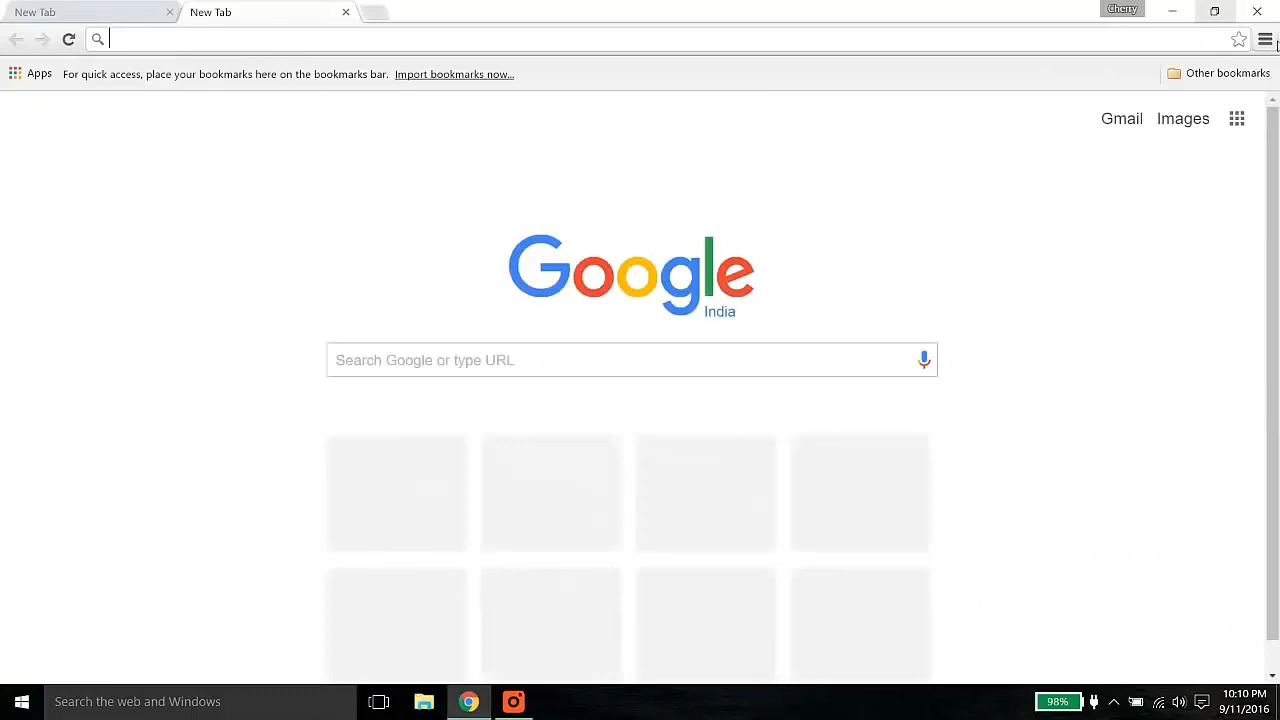 New Tab
New Tab
Cherry
Apps
For quick access, place your bookmarks here on the bookmarks bar. Import bookmarks now...
Other bookmarks
Gmail
Images
Google
India
Search Google or type URL
Search the web and Windows
98%
10:10 PM
9/11/2016